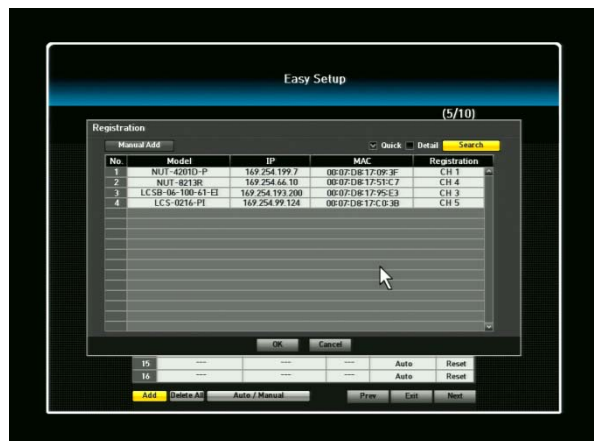 Easy Setup
(5/10)
Registration
Manual Add Quick Detail Search
No. Model IP MAC Registration
1 NUT-4201D-P 169.254.199.7 00:07:D8:17:09:3F CH 1
2 NUT-8213R 169.254.66.10 00:07:D8:17:51:C7 CH 4
3 LCSB-06-100-61-EI 169.254.193.200 00:07:D8:17:95:E3 CH 3
4 LCS-0216-PI 169.254.99.124 00:07:D8:17:C0:3B CH 5
OK Cancel
15 --- --- --- Auto Reset
16 --- --- --- Auto Reset
Add Delete All Auto / Manual Prev Exit Next